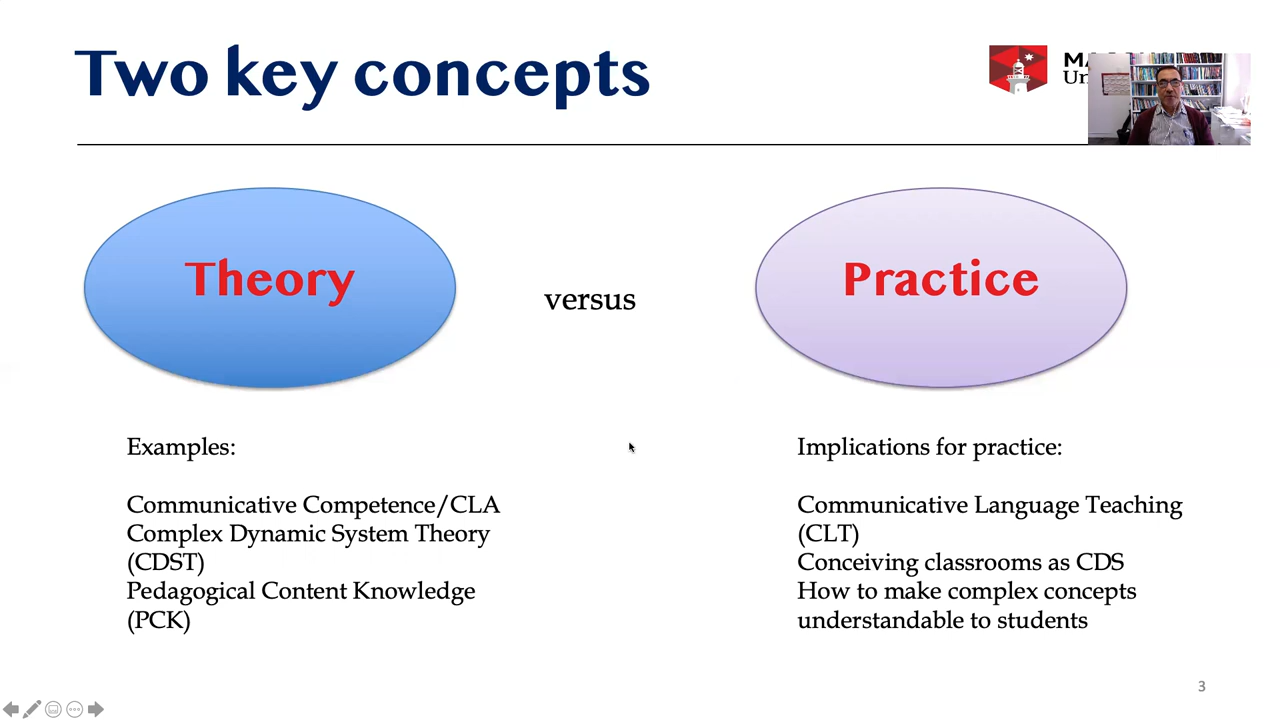 Two key concepts
Theory
versus
Practice
Examples:
Communicative Competence/CLA
Complex Dynamic System Theory
(CDST)
Pedagogical Content Knowledge
(PCK)
Implications for practice:
Communicative Language Teaching
(CLT)
Conceiving classrooms as CDS
How to make complex concepts
understandable to students
3